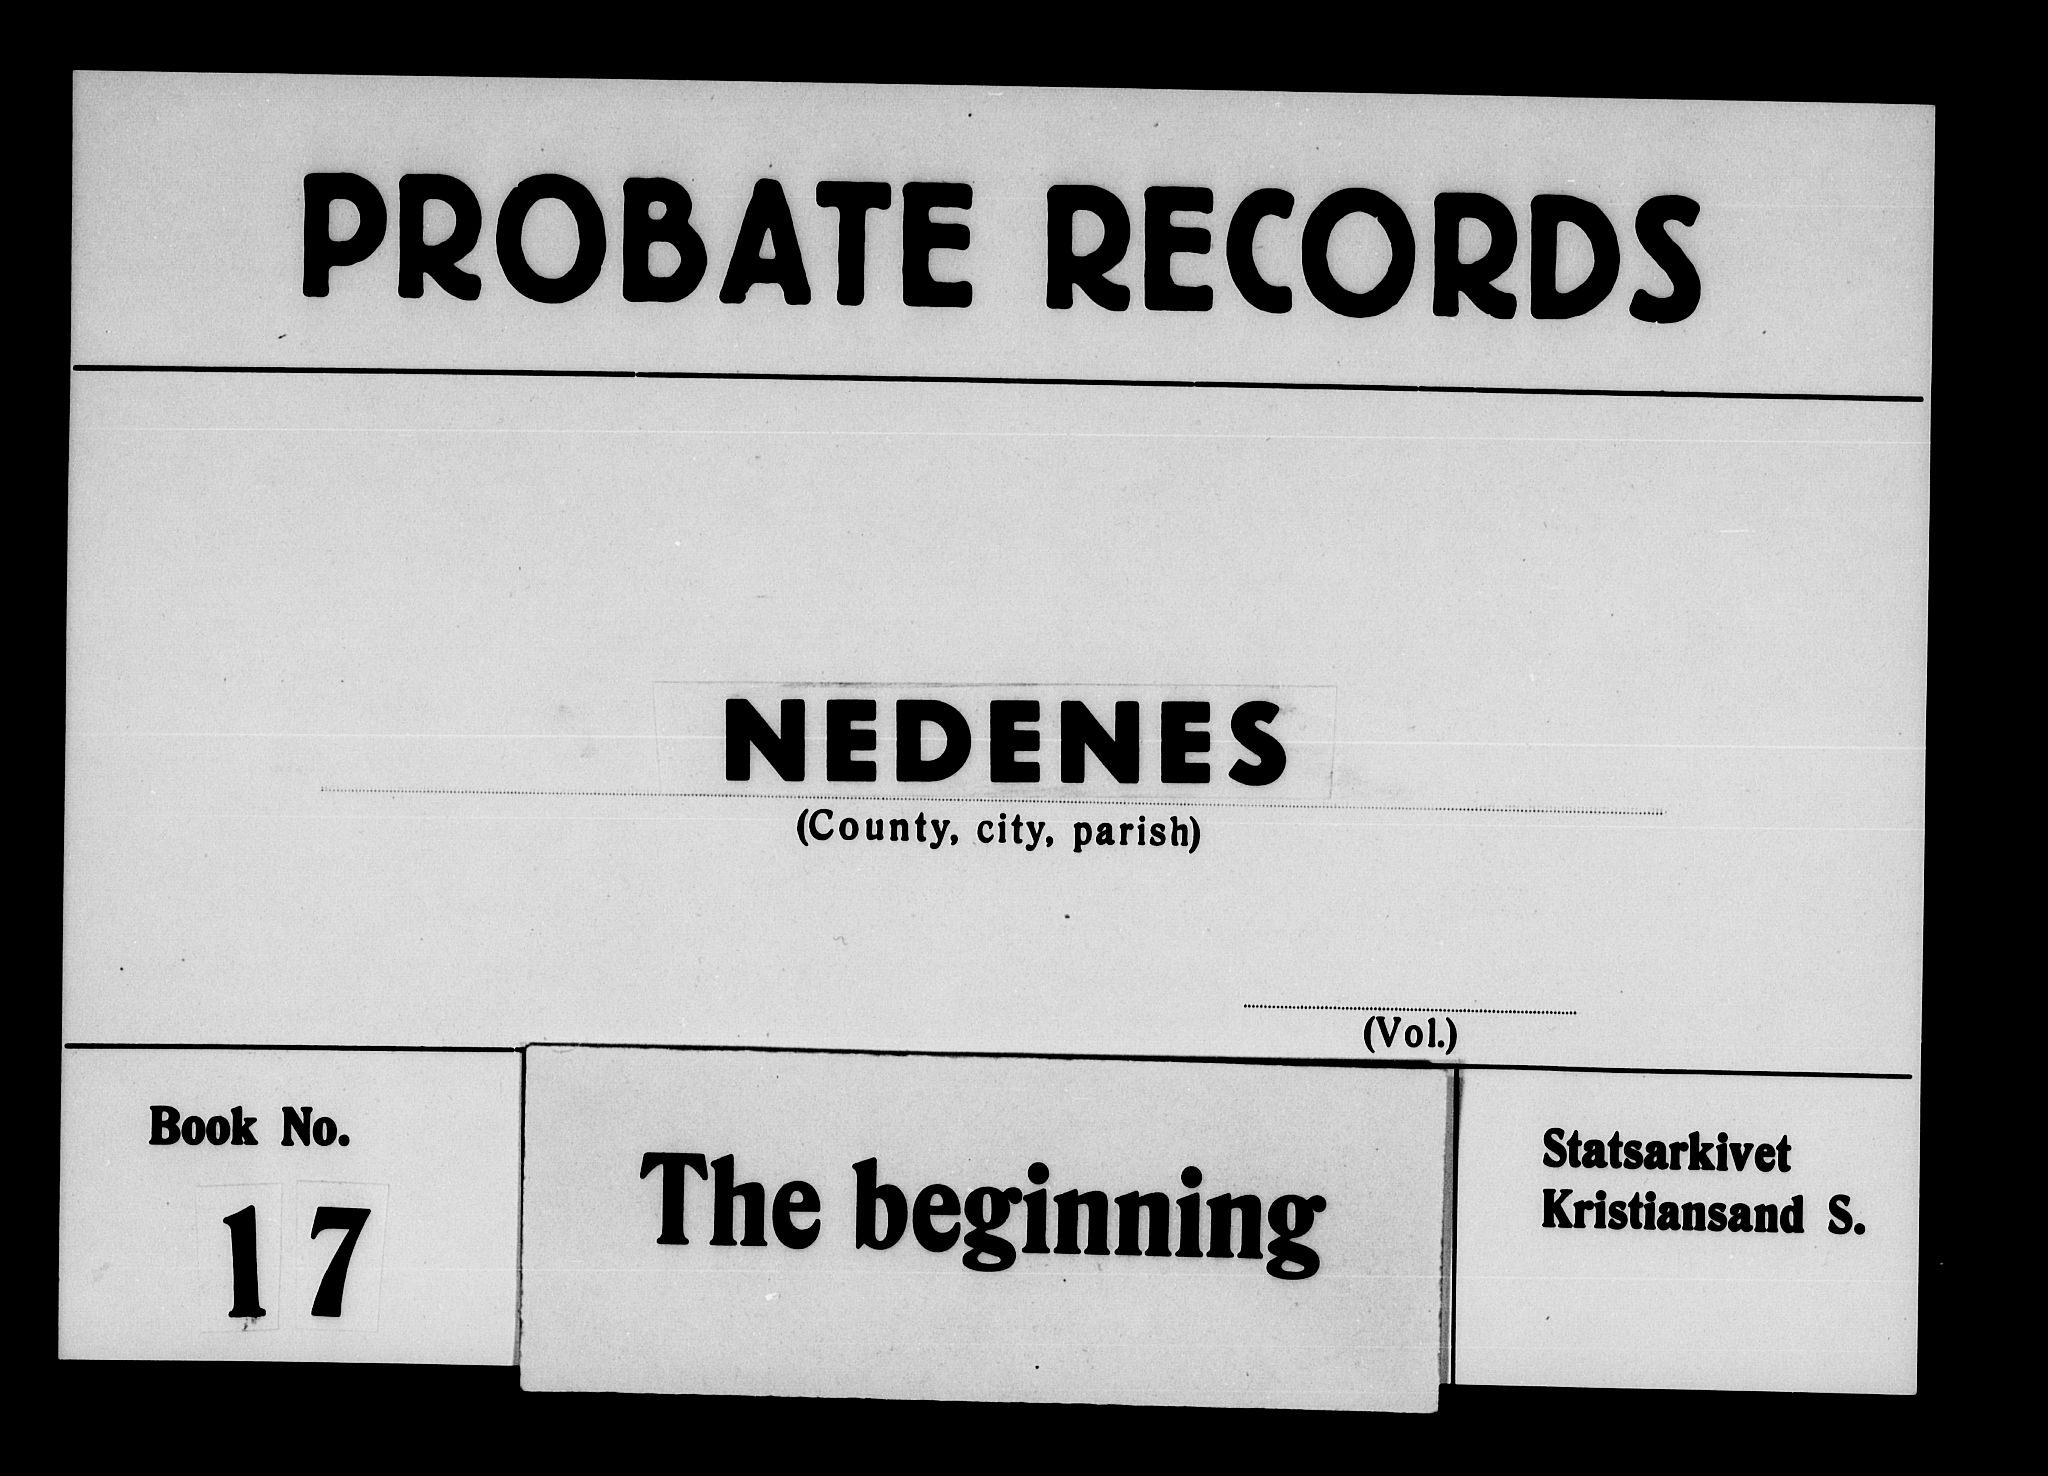 PROBATE RECORDS
NEDENES
(County, city, parish)
(Vol.)
Book No.
17
The beginning
Statsarkivet
Kristiansand S.